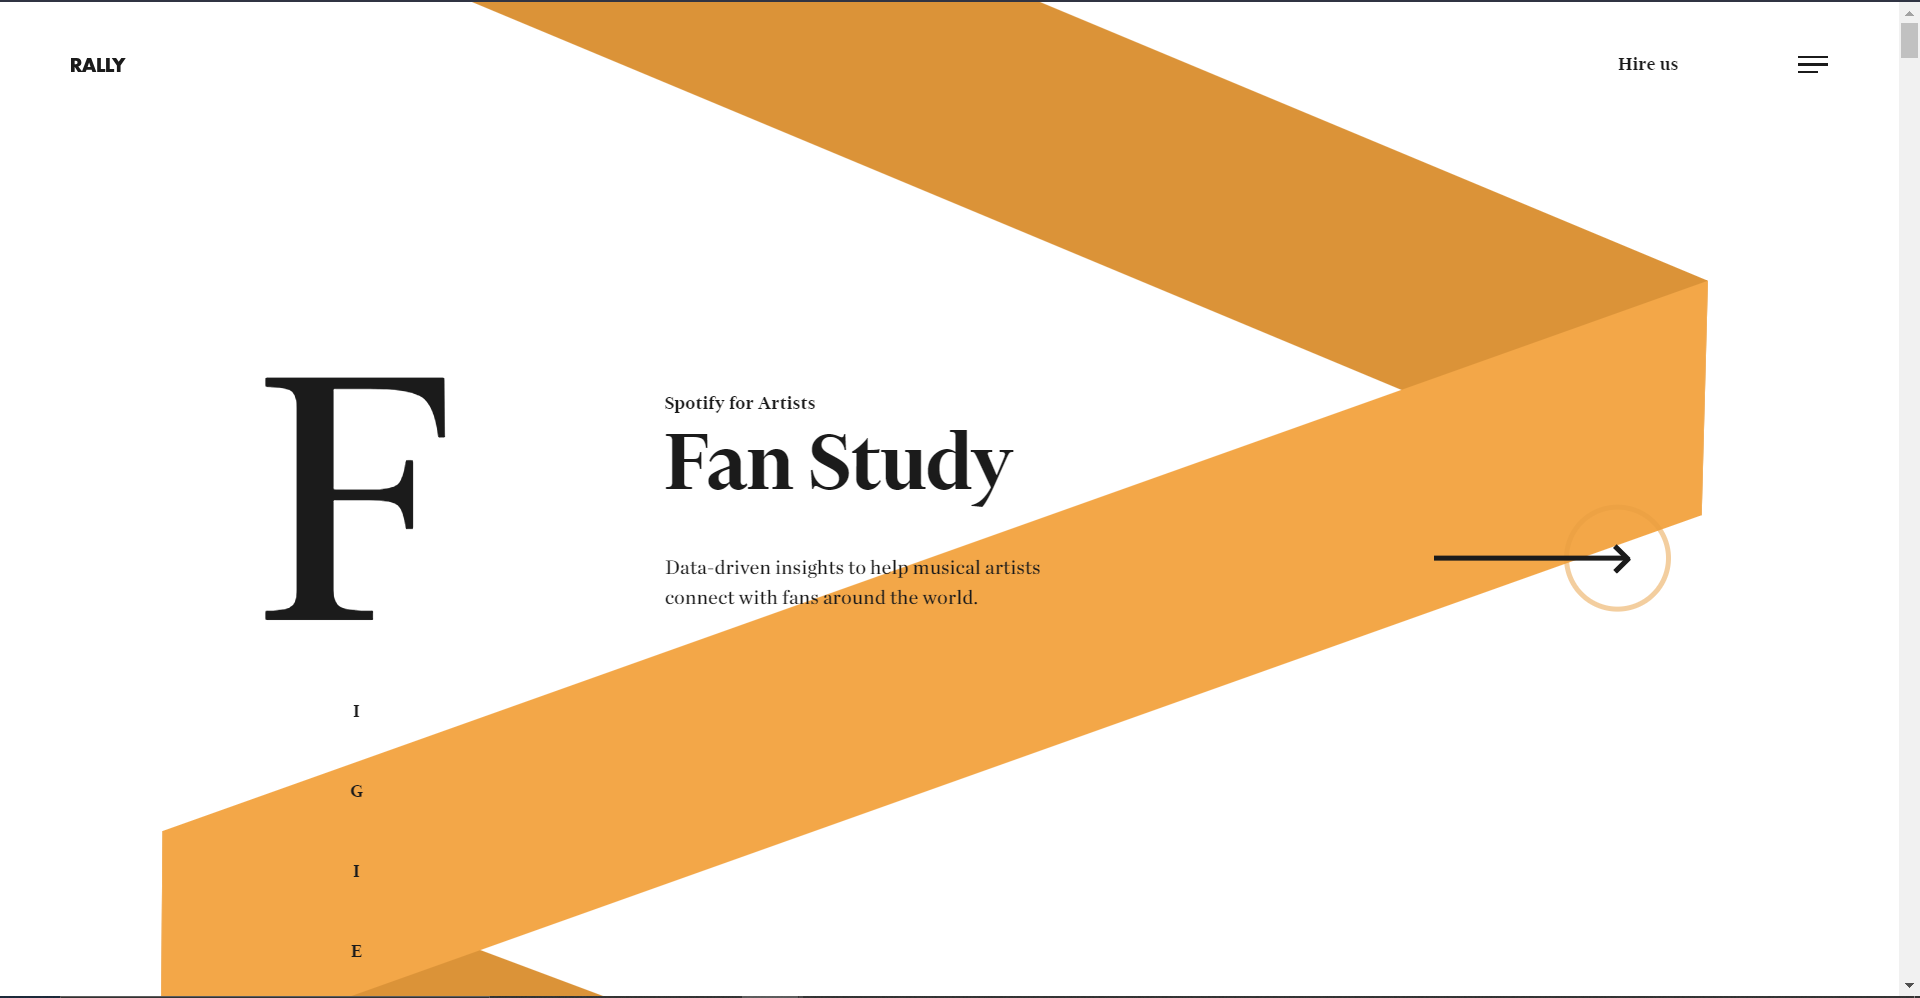 RALLY
Hire us
F
Spotify for Artists
Fan Study
Data-driven insights to help musical artists
connect with fans around the world.
I
G
I
E